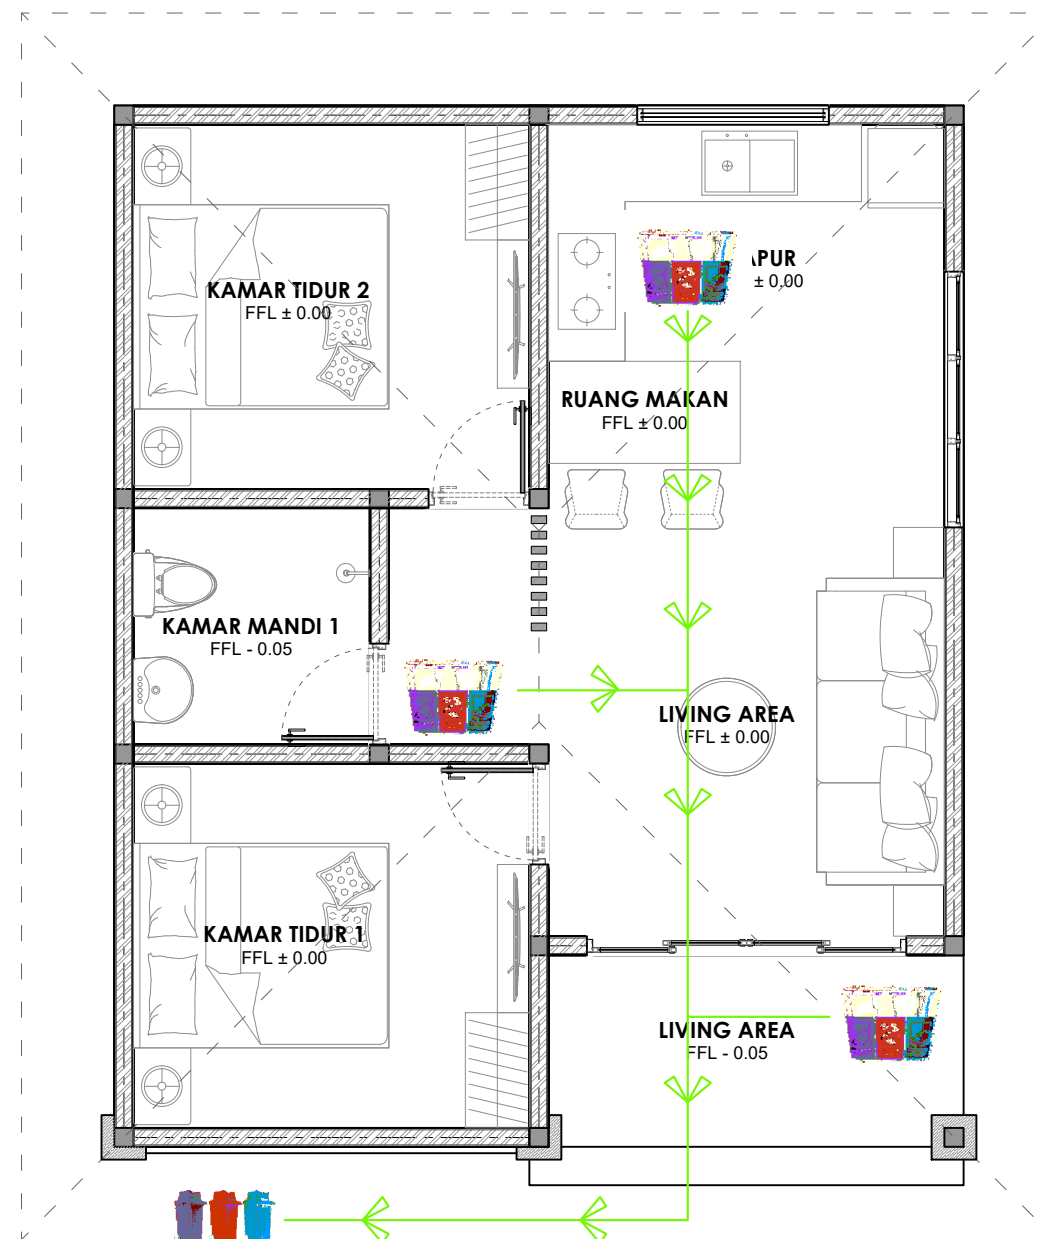 KAMAR TIDUR 2
FFL ± 0.00
APUR
± 0.00
RUANG MAKAN
FFL ± 0.00
KAMAR MANDI 1
FFL - 0.05
LIVING AREA
FFL ± 0.00
KAMAR TIDUR 1
FFL ± 0.00
LIVING AREA
FFL - 0.05